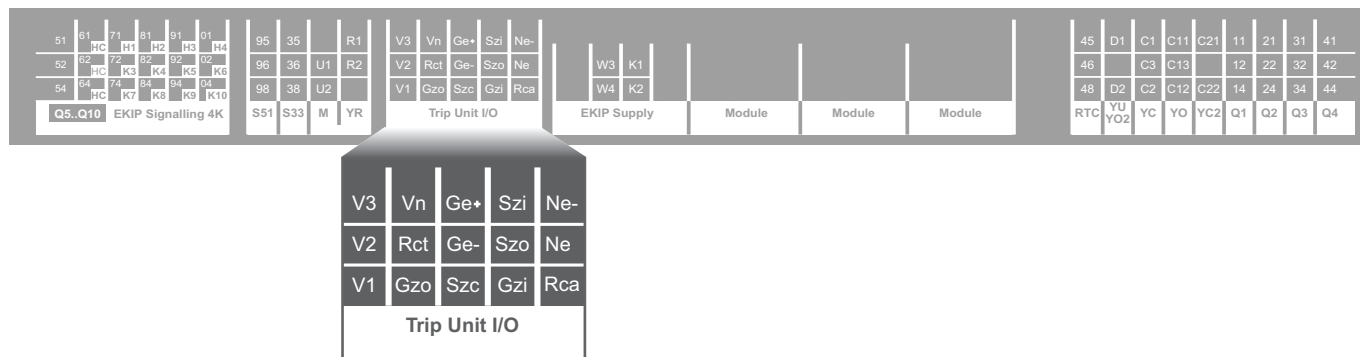 51 61 HC 71 H1 81 H2 91 H3 01 H4 95 35 R1 V3 Vn Ge+ Szi Ne- 45 D1 C1 C11 C21 11 21 31 41
52 62 HC 72 K3 82 K4 92 K5 02 K6 96 36 U1 R2 V2 Rct Ge- Szo Ne W3 K1 46 C3 C13 12 22 32 42
54 64 HC 74 K7 84 K8 94 K9 04 K10 98 38 U2 V1 Gzo Szc Gzi Rca W4 K2 48 D2 C2 C12 C22 14 24 34 44
Q5..Q10 EKIP Signalling 4K S51 S33 M YR Trip Unit I/O EKIP Supply Module Module Module RTC YU YO2 YC YO YC2 Q1 Q2 Q3 Q4
V3 Vn Ge+ Szi Ne-
V2 Rct Ge- Szo Ne
V1 Gzo Szc Gzi Rca
Trip Unit I/O